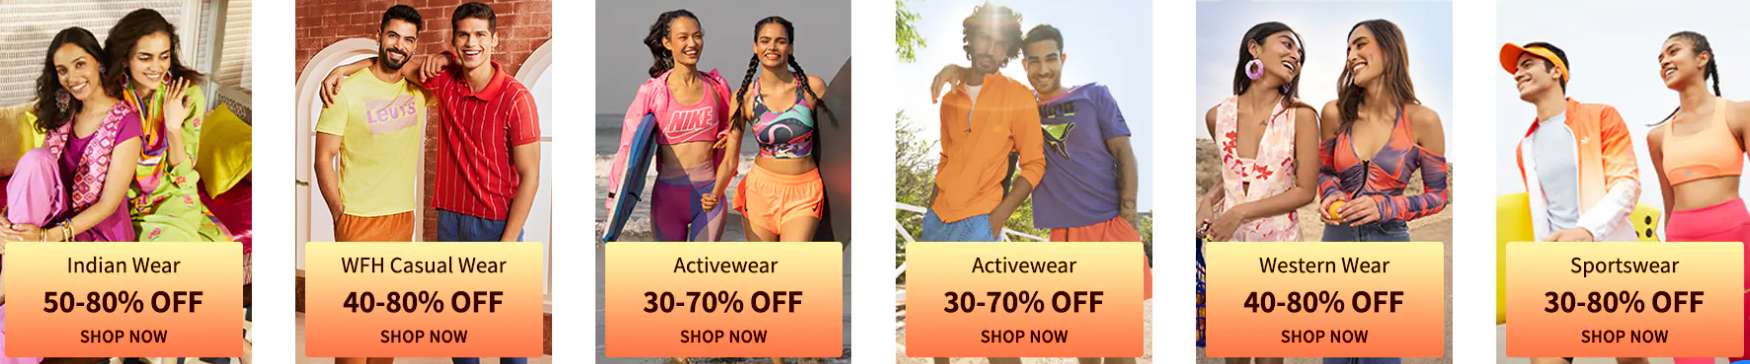 Levi's
NIKE
Indian Wear
50-80% OFF
SHOP NOW
WFH Casual Wear
40-80% OFF
SHOP NOW
Activewear
30-70% OFF
SHOP NOW
Activewear
30-70% OFF
SHOP NOW
Western Wear
40-80% OFF
SHOP NOW
Sportswear
30-80% OFF
SHOP NOW